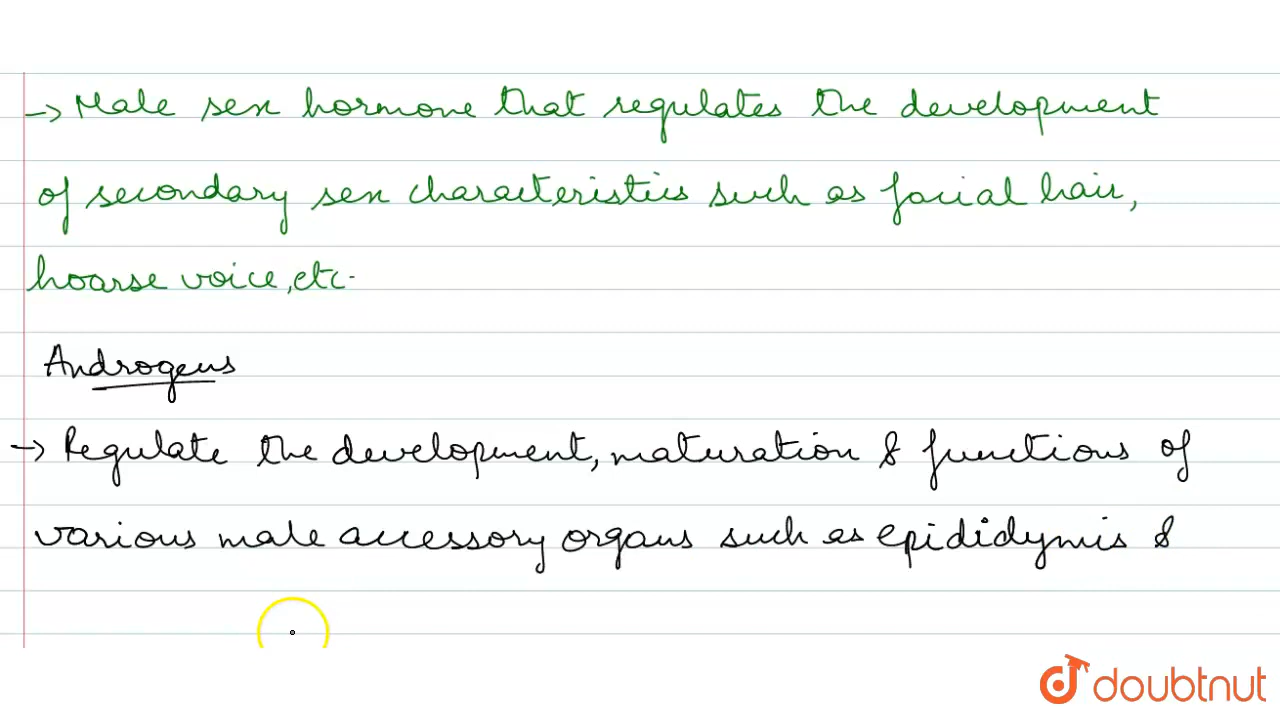 → Male sex hormone that regulates the development
of secondary sex characteristics such as facial hair,
hoarse voice, etc.
Androgens
→ Regulate the development, maturation & functions of
various male accessory organs such as epididymis &
doubtnut